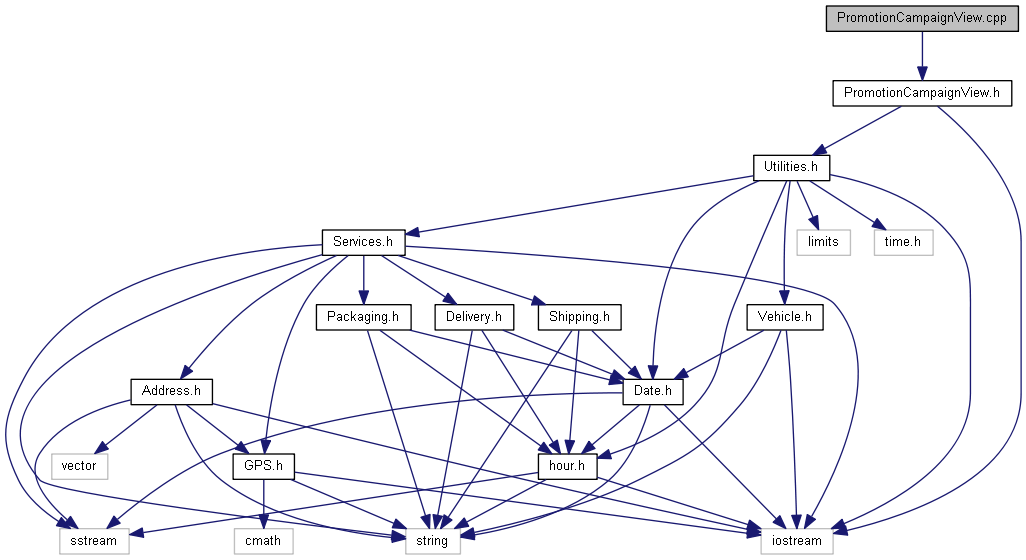 PromotionCampaignView.cpp
PromotionCampaignView.h
Utilities.h
Services.h
limits
time.h
Packaging.h
Delivery.h
Shipping.h
Vehicle.h
Address.h
Date.h
vector
GPS.h
hour.h
sstream
cmath
string
iostream